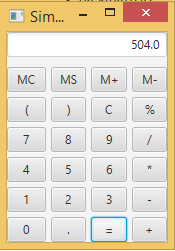 Sim...
504.0
MC MS M+ M-
( ) C %
7 8 9 /
4 5 6 *
1 2 3 -
0 . = +